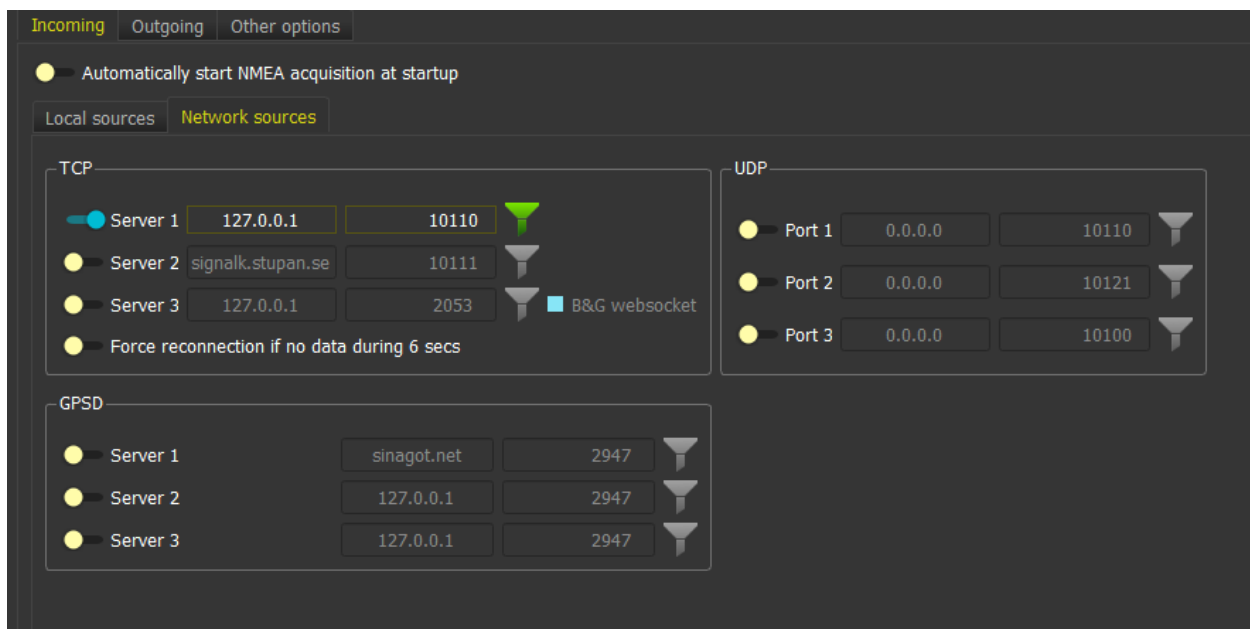 Incoming Outgoing Other options
Automatically start NMEA acquisition at startup
Local sources Network sources
TCP
Server 1 127.0.0.1 10110
Server 2 signalk.stupan.se 10111
Server 3 127.0.0.1 2053 B&G websocket
Force reconnection if no data during 6 secs
UDP
Port 1 0.0.0.0 10110
Port 2 0.0.0.0 10121
Port 3 0.0.0.0 10100
GPSD
Server 1 sinagot.net 2947
Server 2 127.0.0.1 2947
Server 3 127.0.0.1 2947